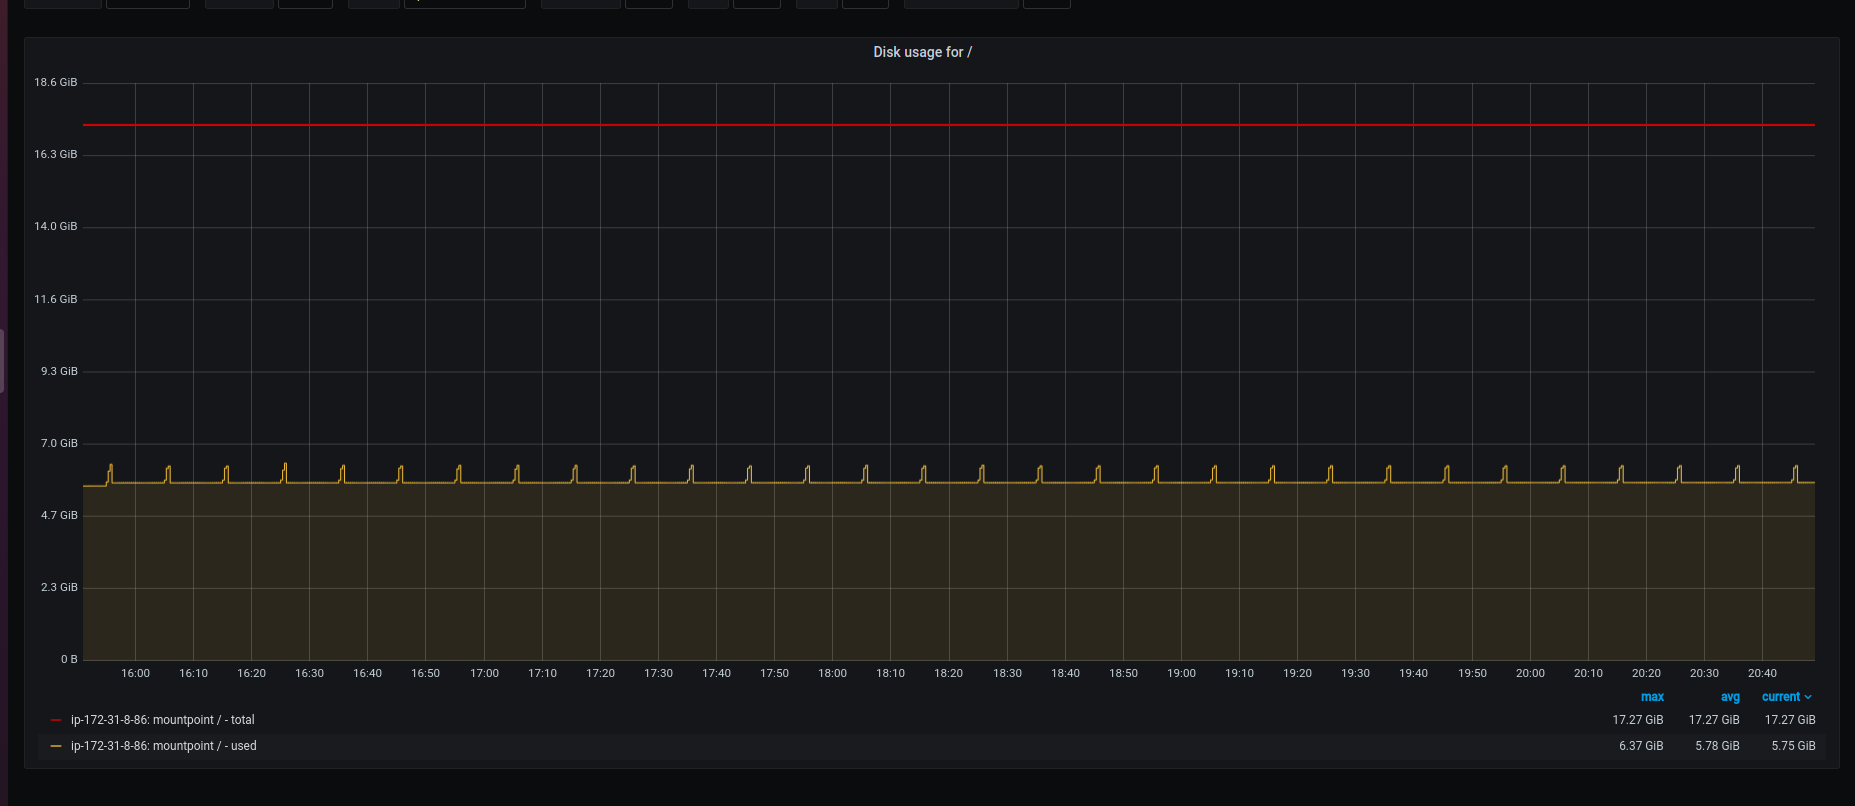 Disk usage for /
18.6 GiB
16.3 GiB
14.0 GiB
11.6 GiB
9.3 GiB
7.0 GiB
4.7 GiB
2.3 GiB
0 B
16:00 16:10 16:20 16:30 16:40 16:50 17:00 17:10 17:20 17:30 17:40 17:50 18:00 18:10 18:20 18:30 18:40 18:50 19:00 19:10 19:20 19:30 19:40 19:50 20:00 20:10 20:20 20:30 20:40
max avg current
ip-172-31-8-86: mountpoint / - total 17.27 GiB 17.27 GiB 17.27 GiB
ip-172-31-8-86: mountpoint / - used 6.37 GiB 5.78 GiB 5.75 GiB